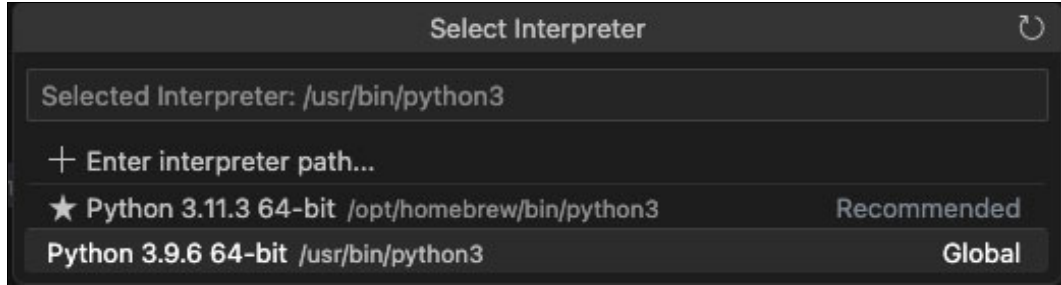 Select Interpreter
Selected Interpreter: /usr/bin/python3
+ Enter interpreter path...
★ Python 3.11.3 64-bit /opt/homebrew/bin/python3 Recommended
Python 3.9.6 64-bit /usr/bin/python3 Global